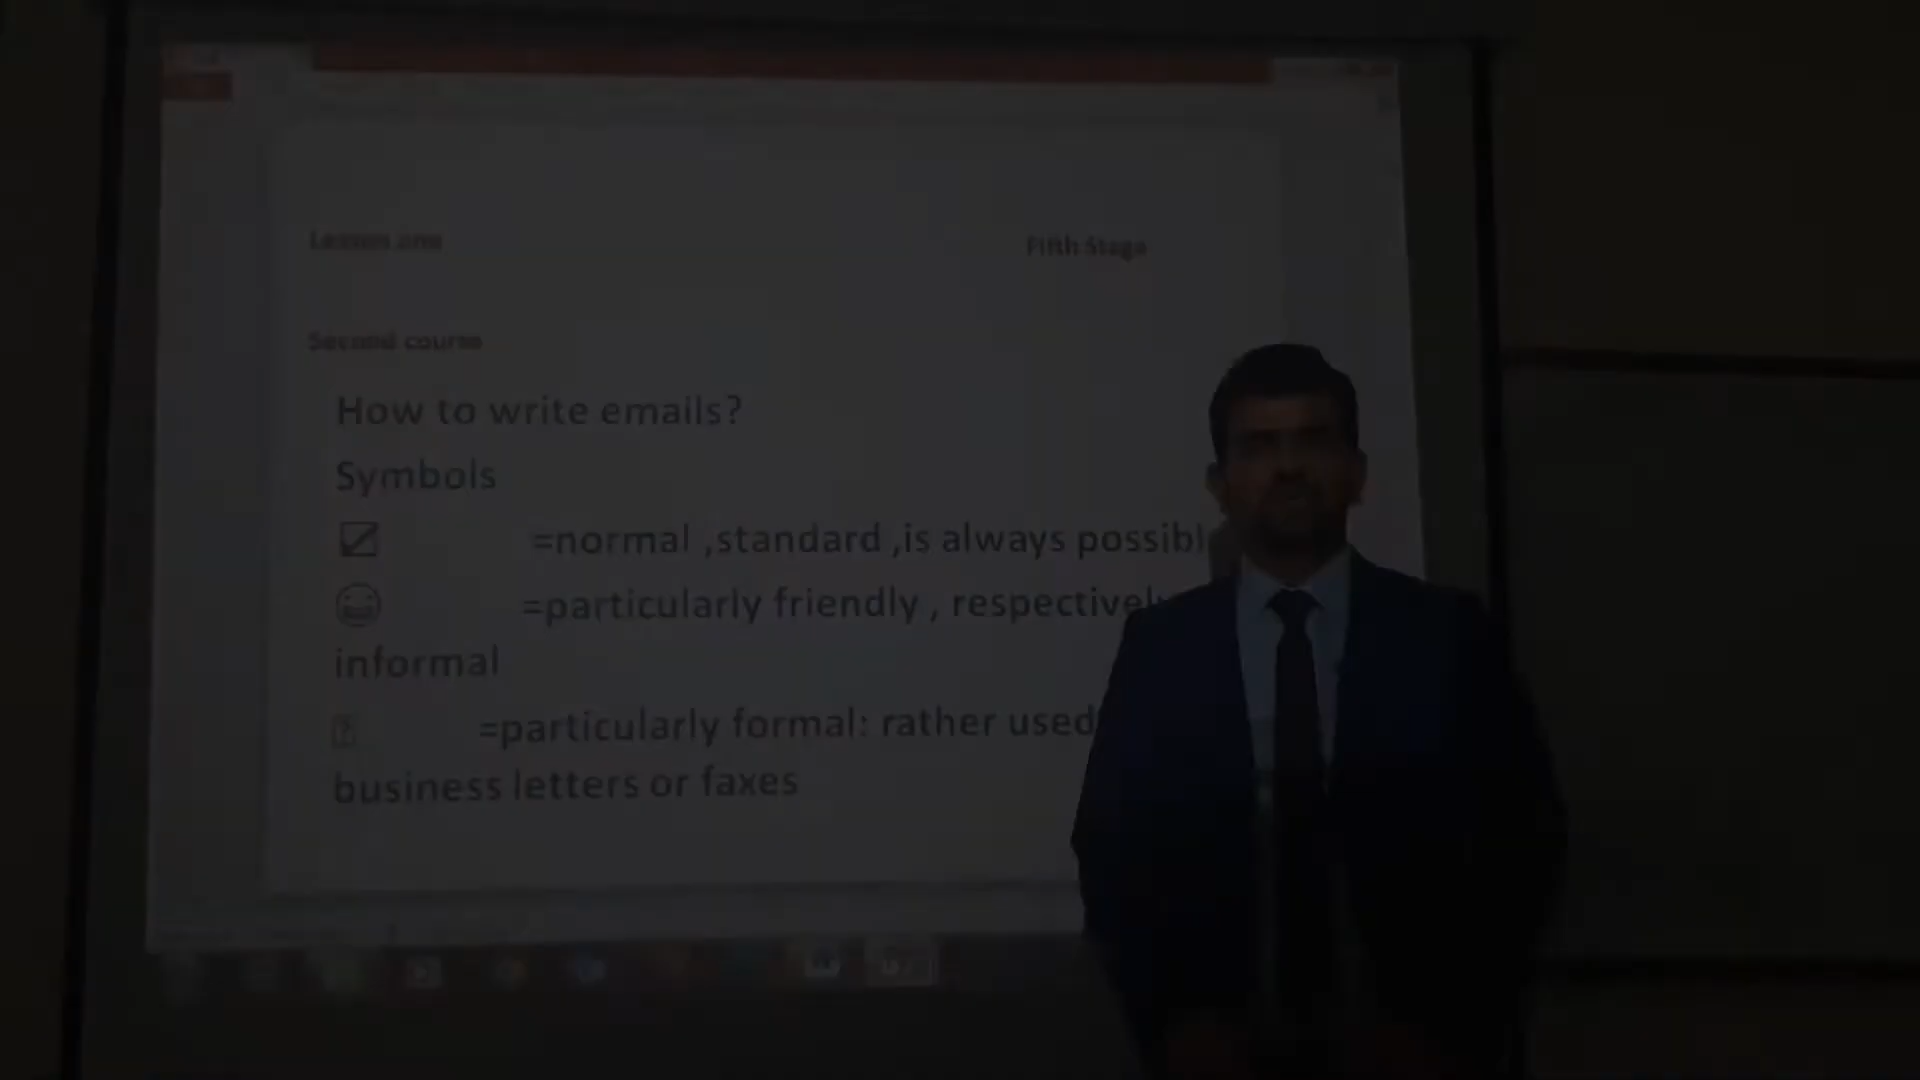 Lesson one
Fifth Stage
Second course
How to write emails?
Symbols
=normal ,standard ,is always possibl
=particularly friendly , respectively
informal
=particularly formal: rather used
business letters or faxes